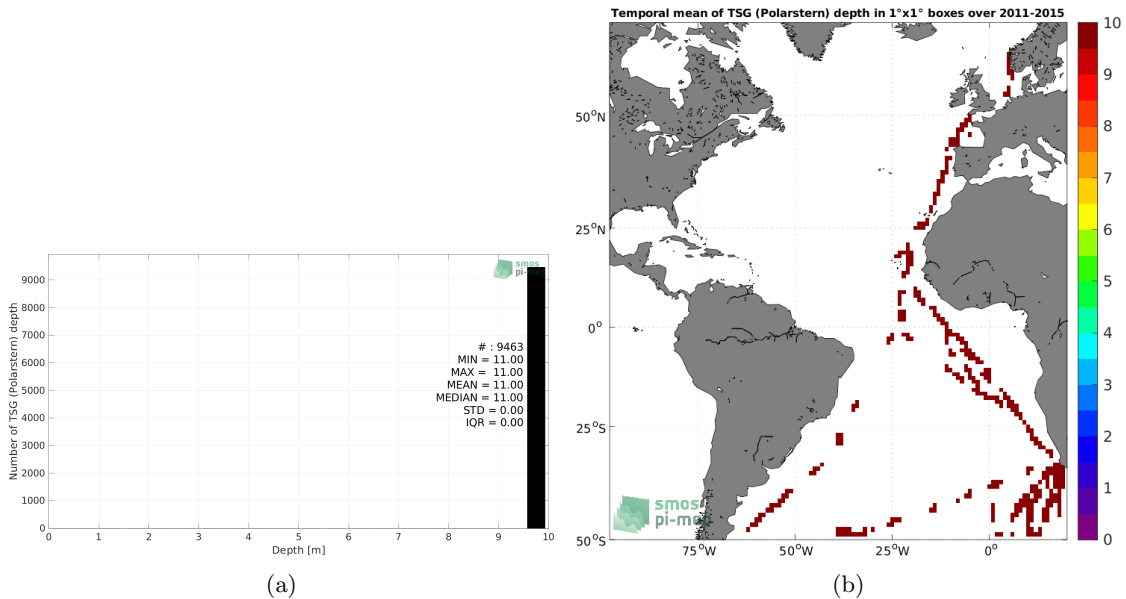 Temporal mean of TSG (Polarstern) depth in 1°x1° boxes over 2011-2015
Number of TSG (Polarstern) depth
9000
8000
7000
6000
5000
4000
3000
2000
1000
0
smos
# : 9463
MIN = 11.00
MAX = 11.00
MEAN = 11.00
MEDIAN = 11.00
STD = 0.00
IQR = 0.00
0 1 2 3 4 5 6 7 8 9 10
Depth [m]
(a)
50°N
25°N
0°
25°S
50°S
75°W 50°W 25°W 0°
smos
10
9
8
7
6
5
4
3
2
1
0
(b)